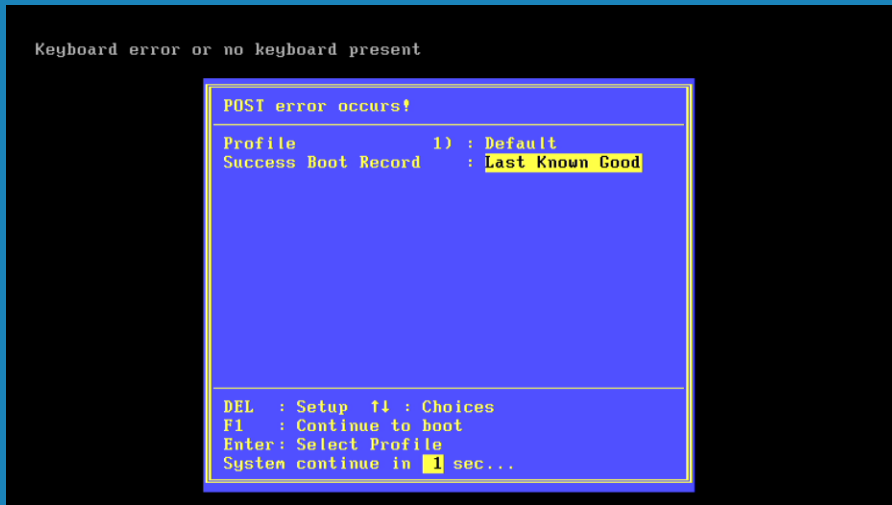 Keyboard error or no keyboard present
POST error occurs!
Profile 1) : Default
Success Boot Record : Last Known Good
DEL : Setup ↑↓ : Choices
F1 : Continue to boot
Enter: Select Profile
System continue in 1 sec...